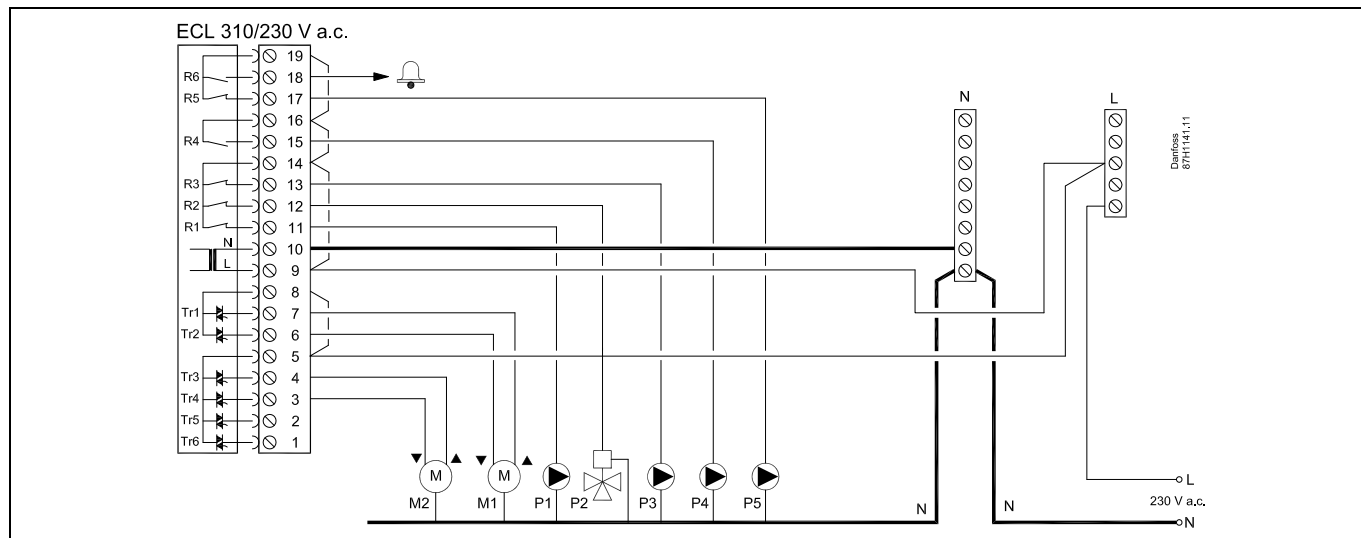 ECL 310/230 V a.c.
19
R6 18
R5 17
16
R4 15
14
R3 13
R2 12
R1 11
N 10
L 9
8
Tr1 7
Tr2 6
5
Tr3 4
Tr4 3
Tr5 2
Tr6 1
N
L
Danfoss
87H1141.11
M M
M2 M1 P1 P2 P3 P4 P5
N N
L
230 V a.c.
N